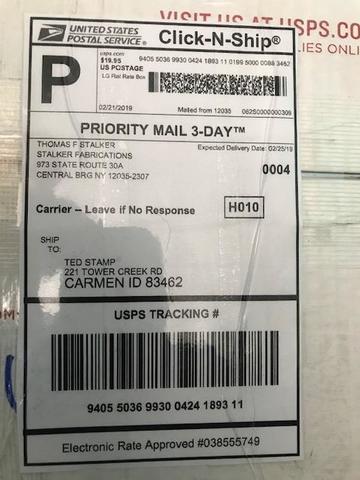 VISIT US AT USPS.CO
IES ONLI
UNITED STATES
POSTAL SERVICE®
Click-N-Ship®
P
usps.com
$19.95
US POSTAGE
LG Flat Rate Box
9405 5036 9930 0424 1893 11 0199 5000 0088 3462
02/21/2019
Mailed from 12035 062S0000000309
PRIORITY MAIL 3-DAY™
THOMAS F STALKER
STALKER FABRICATIONS
973 STATE ROUTE 30A
CENTRAL BRG NY 12035-2307
Expected Delivery Date: 02/25/19
0004
Carrier – Leave if No Response
H010
SHIP
TO:
TED STAMP
221 TOWER CREEK RD
CARMEN ID 83462
USPS TRACKING #
9405 5036 9930 0424 1893 11
Electronic Rate Approved #038555749